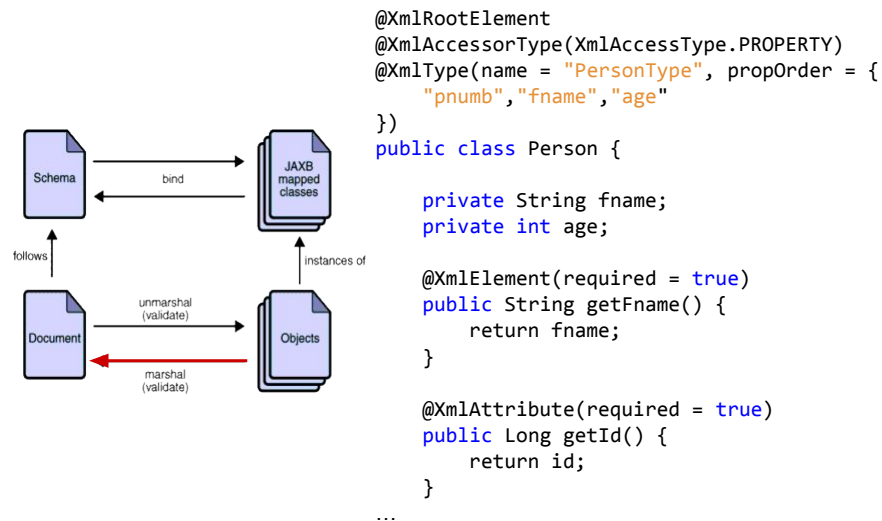 Schema
bind
JAXB
mapped
classes
follows
instances of
Document
unmarshal
(validate)
Objects
marshal
(validate)
@XmlRootElement
@XmlAccessorType(XmlAccessType.PROPERTY)
@XmlType(name = "PersonType", propOrder = {
    "pnumb","fname","age"
})
public class Person {
    private String fname;
    private int age;
    @XmlElement(required = true)
    public String getFname() {
        return fname;
    }
    @XmlAttribute(required = true)
    public Long getId() {
        return id;
    }
…